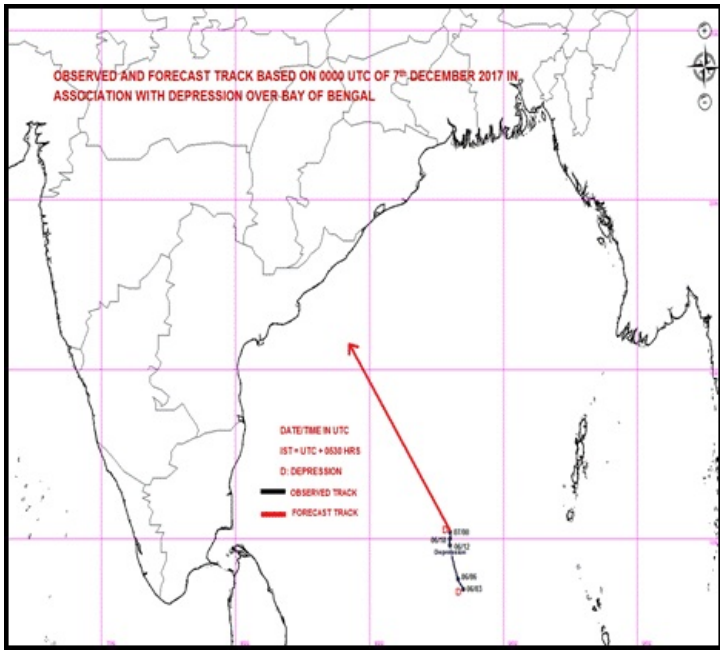 OBSERVED AND FORECAST TRACK BASED ON 0000 UTC OF 7th DECEMBER 2017 IN
ASSOCIATION WITH DEPRESSION OVER BAY OF BENGAL
DATE/TIME IN UTC
IST = UTC + 0530 HRS
D: DEPRESSION
OBSERVED TRACK
FORECAST TRACK
D
07/00
06/18
06/12
Depression
06/06
06/03
D